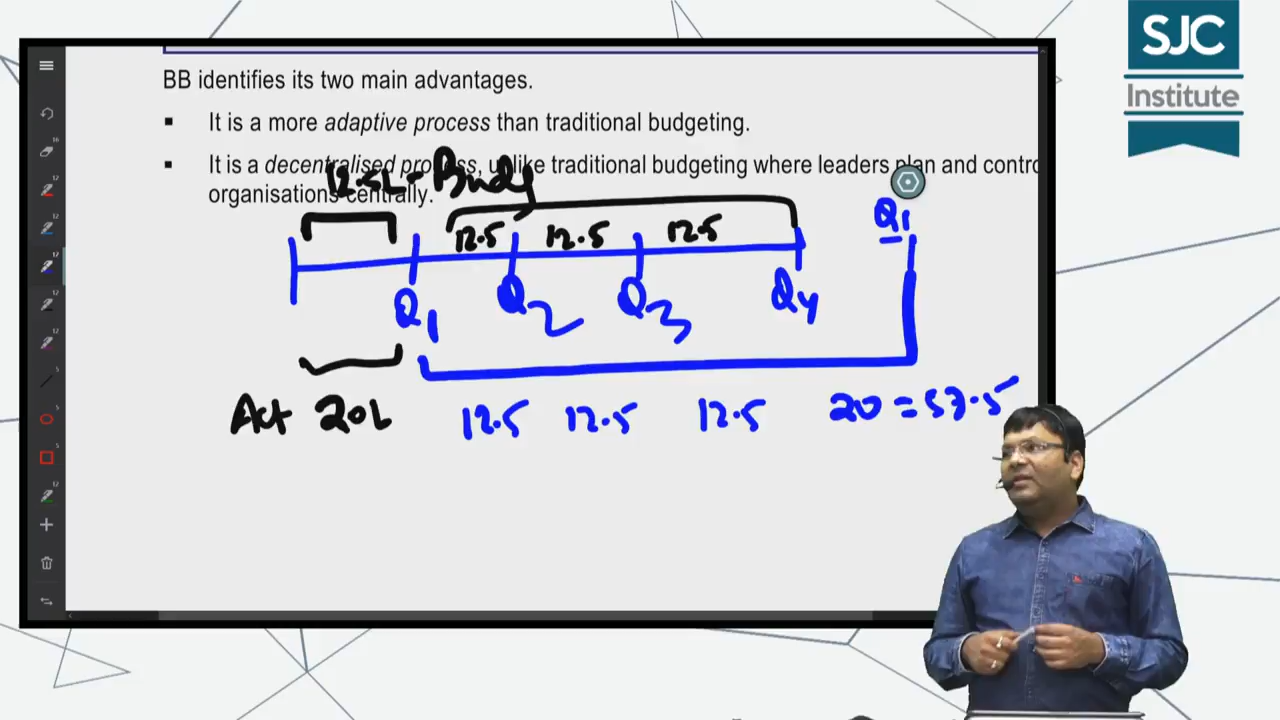 SJC
Institute
BB identifies its two main advantages.
▪ It is a more adaptive process than traditional budgeting.
▪ It is a decentralised process, unlike traditional budgeting where leaders plan and contro
organisations centrally.
12.5L - Budg
12.5 12.5 12.5
Q1
Q1 Q2 Q3 Q4
Act 20L
12.5 12.5 12.5 20 = 57.5